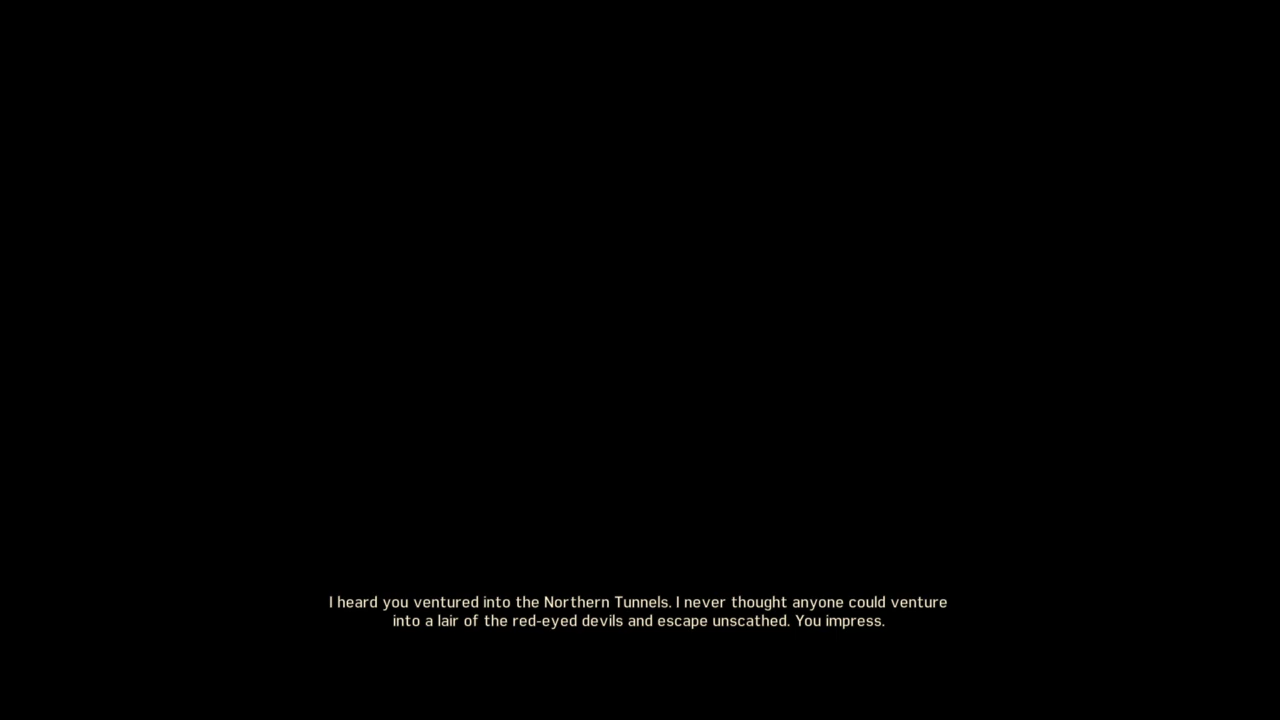 I heard you ventured into the Northern Tunnels. I never thought anyone could venture
into a lair of the red-eyed devils and escape unscathed. You impress.